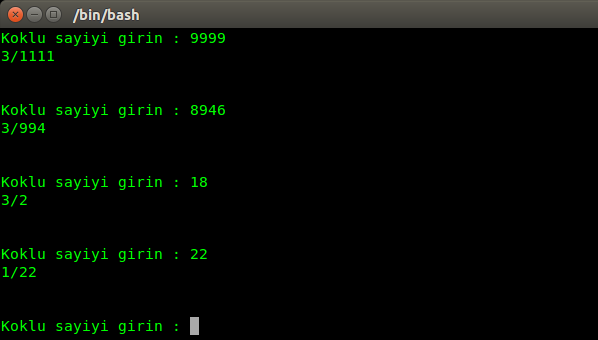 /bin/bash
Koklu sayiyi girin : 9999
3/1111
Koklu sayiyi girin : 8946
3/994
Koklu sayiyi girin : 18
3/2
Koklu sayiyi girin : 22
1/22
Koklu sayiyi girin :